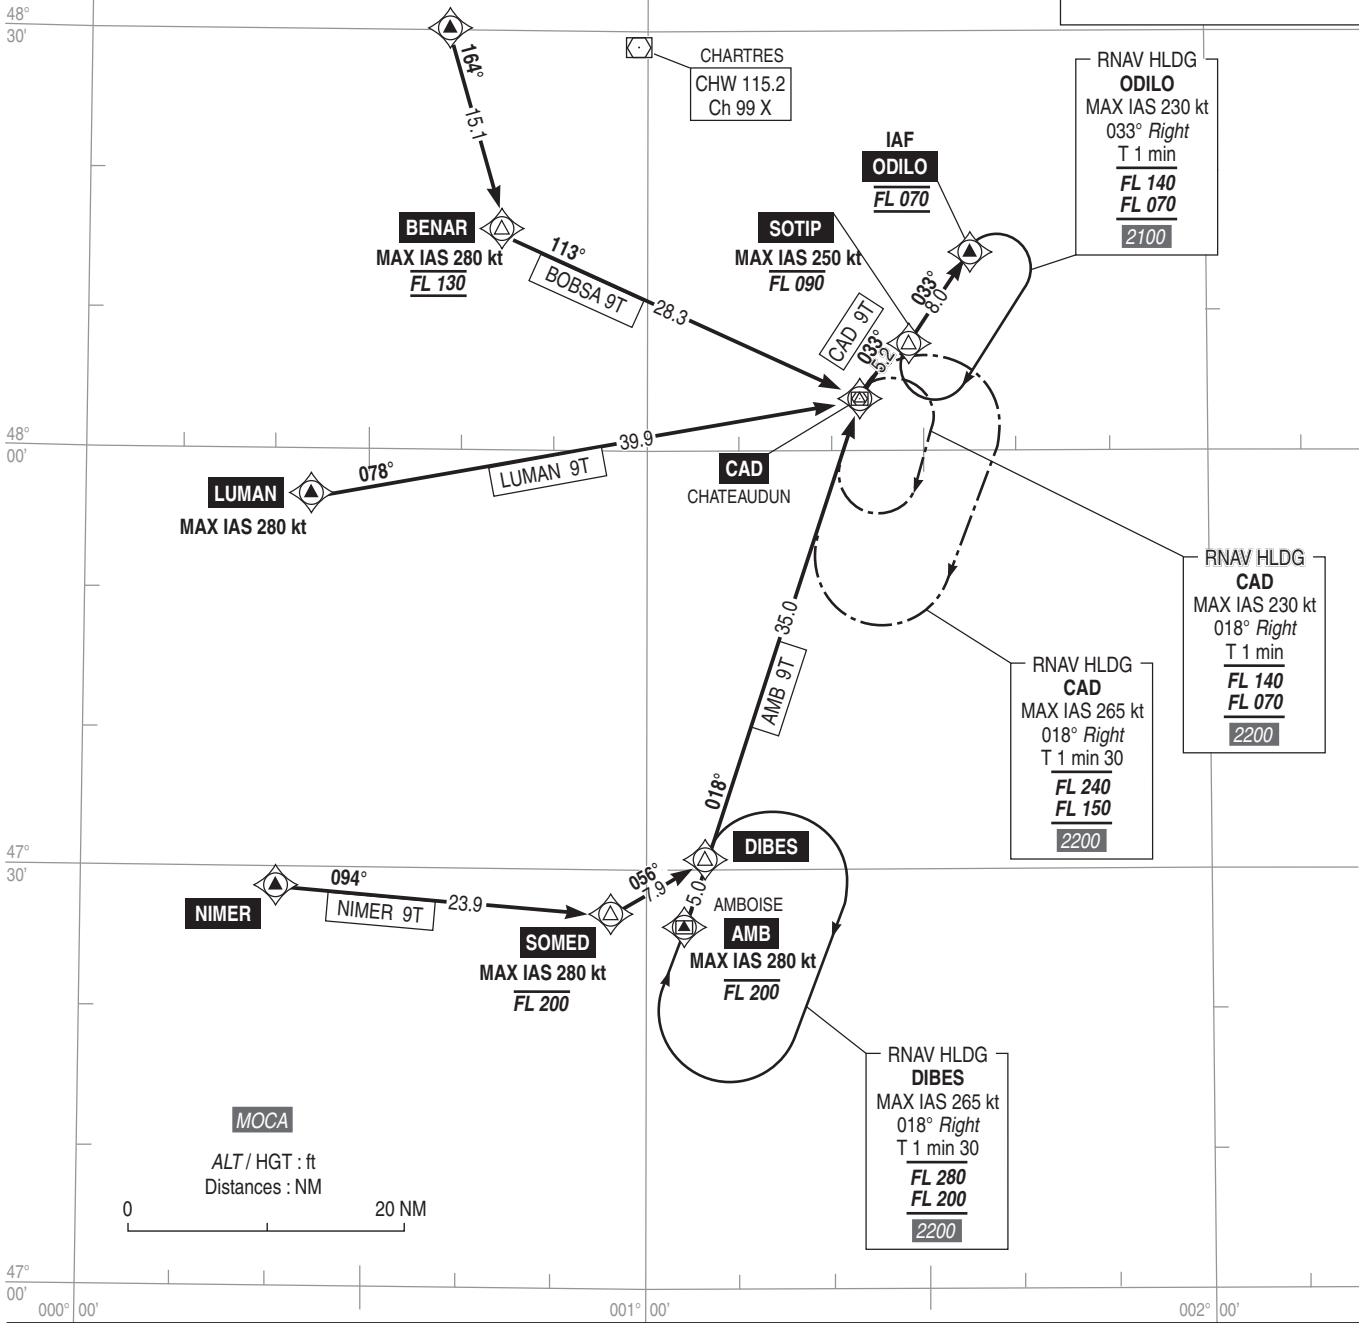 48°
30'
164°
15.1
CHARTRES
CHW 115.2
Ch 99 X
RNAV HLDG
ODILO
MAX IAS 230 kt
033° Right
T 1 min
FL 140
FL 070
2100
IAF
ODILO
FL 070
SOTIP
MAX IAS 250 kt
FL 090
BENAR
MAX IAS 280 kt
FL 130
113°
BOBSA 9T
28.3
033°
8.0
CAD 9T
033°
5.2
48°
00'
39.9
078°
LUMAN 9T
LUMAN
MAX IAS 280 kt
CAD
CHATEAUDUN
RNAV HLDG
CAD
MAX IAS 230 kt
018° Right
T 1 min
FL 140
FL 070
2200
35.0
AMB 9T
018°
RNAV HLDG
CAD
MAX IAS 265 kt
018° Right
T 1 min 30
FL 240
FL 150
2200
47°
30'
DIBES
094°
NIMER 9T
23.9
NIMER
056°
7.9
5.0
SOMED
MAX IAS 280 kt
FL 200
AMBOISE
AMB
MAX IAS 280 kt
FL 200
RNAV HLDG
DIBES
MAX IAS 265 kt
018° Right
T 1 min 30
FL 280
FL 200
2200
MOCA
ALT / HGT : ft
Distances : NM
0 20 NM
47°
00'
000° 00' 001° 00' 002° 00'